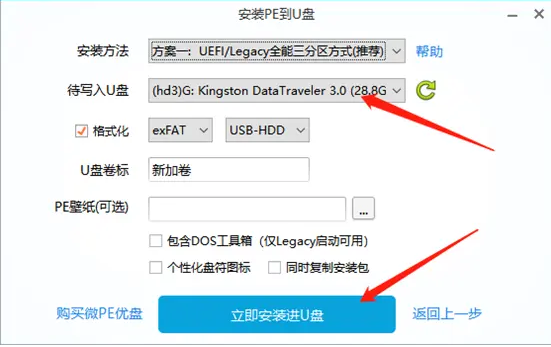 安装PE到U盘
安装方法 方案一：UEFI/Legacy全能三分区方式(推荐) 帮助
待写入U盘 (hd3)G: Kingston DataTraveler 3.0 (28.8G
格式化 exFAT USB-HDD
U盘卷标 新加卷
PE壁纸(可选) ...
包含DOS工具箱（仅Legacy启动可用）
个性化盘符图标 同时复制安装包
购买微PE优盘 立即安装进U盘 返回上一步